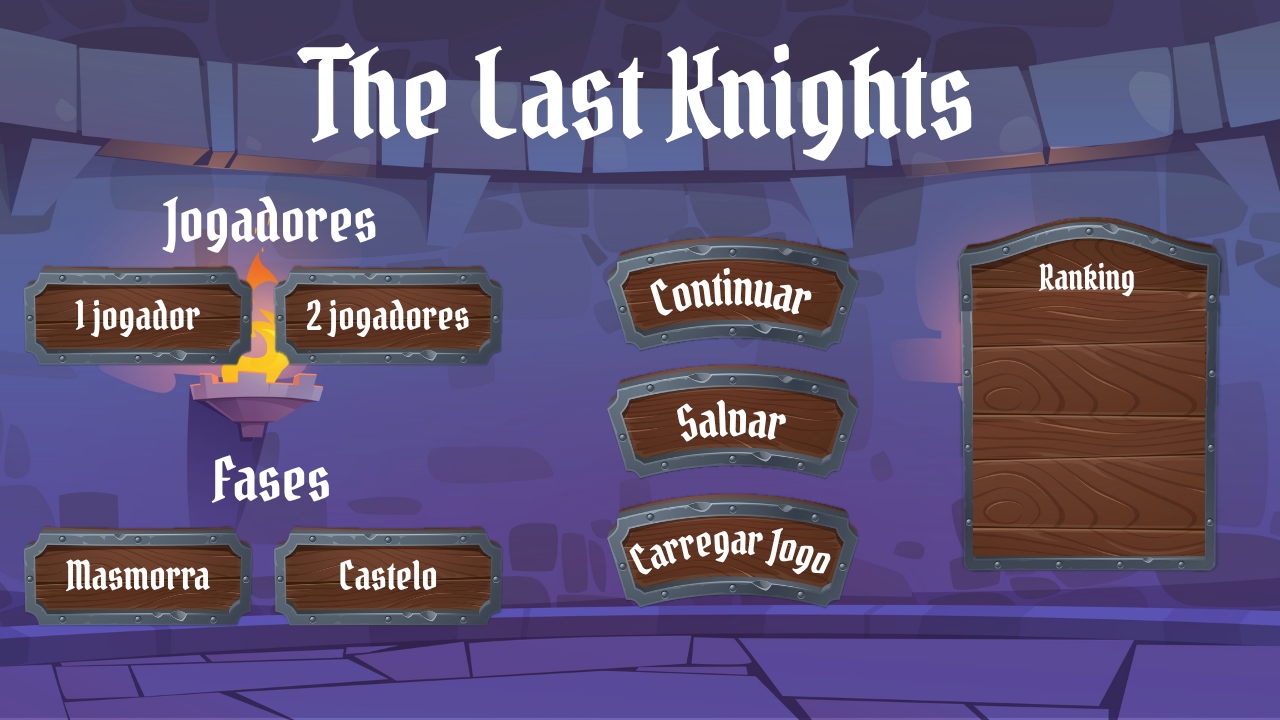 The Last Knights
Jogadores
1 jogador
2 jogadores
Fases
Masmorra
Castelo
Continuar
Salvar
Carregar Jogo
Ranking